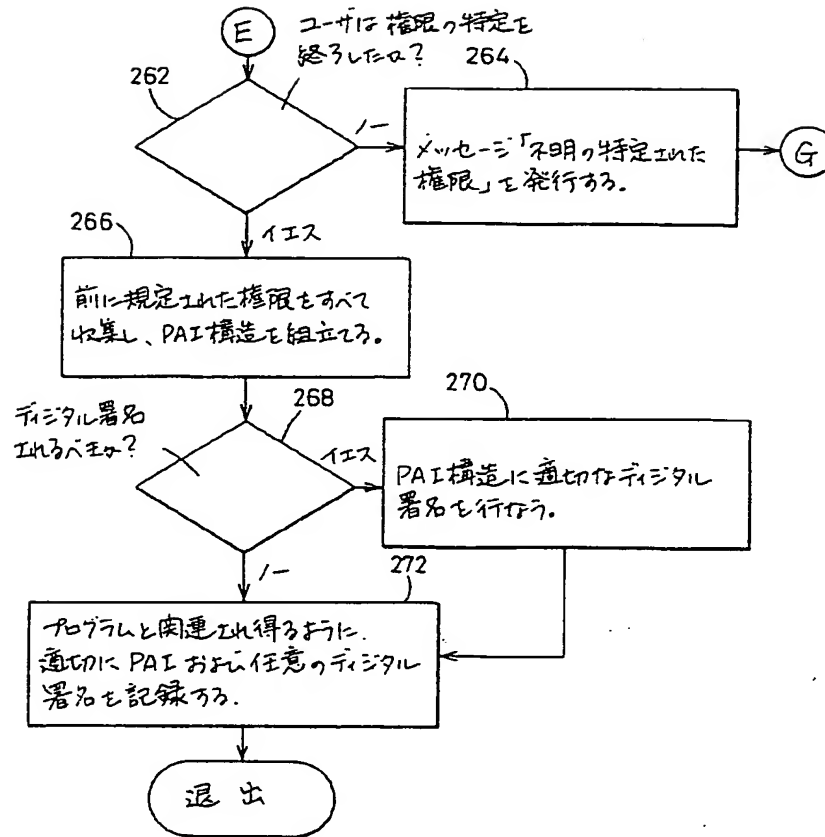 E
ユーザは権限の特定を
終了したか?
262
264
ノー
メッセージ「不明の特定された
権限」を発行する。
G
イエス
266
前に規定された権限をすべて
収集し、PAI構造を組立てる。
ディジタル署名
されるべきか?
268
イエス
270
PAI構造に適切なディジタル
署名を行なう。
ノー
272
プログラムと関連され得るように、
適切にPAIおよび任意のディジタル
署名を記録する.
退出